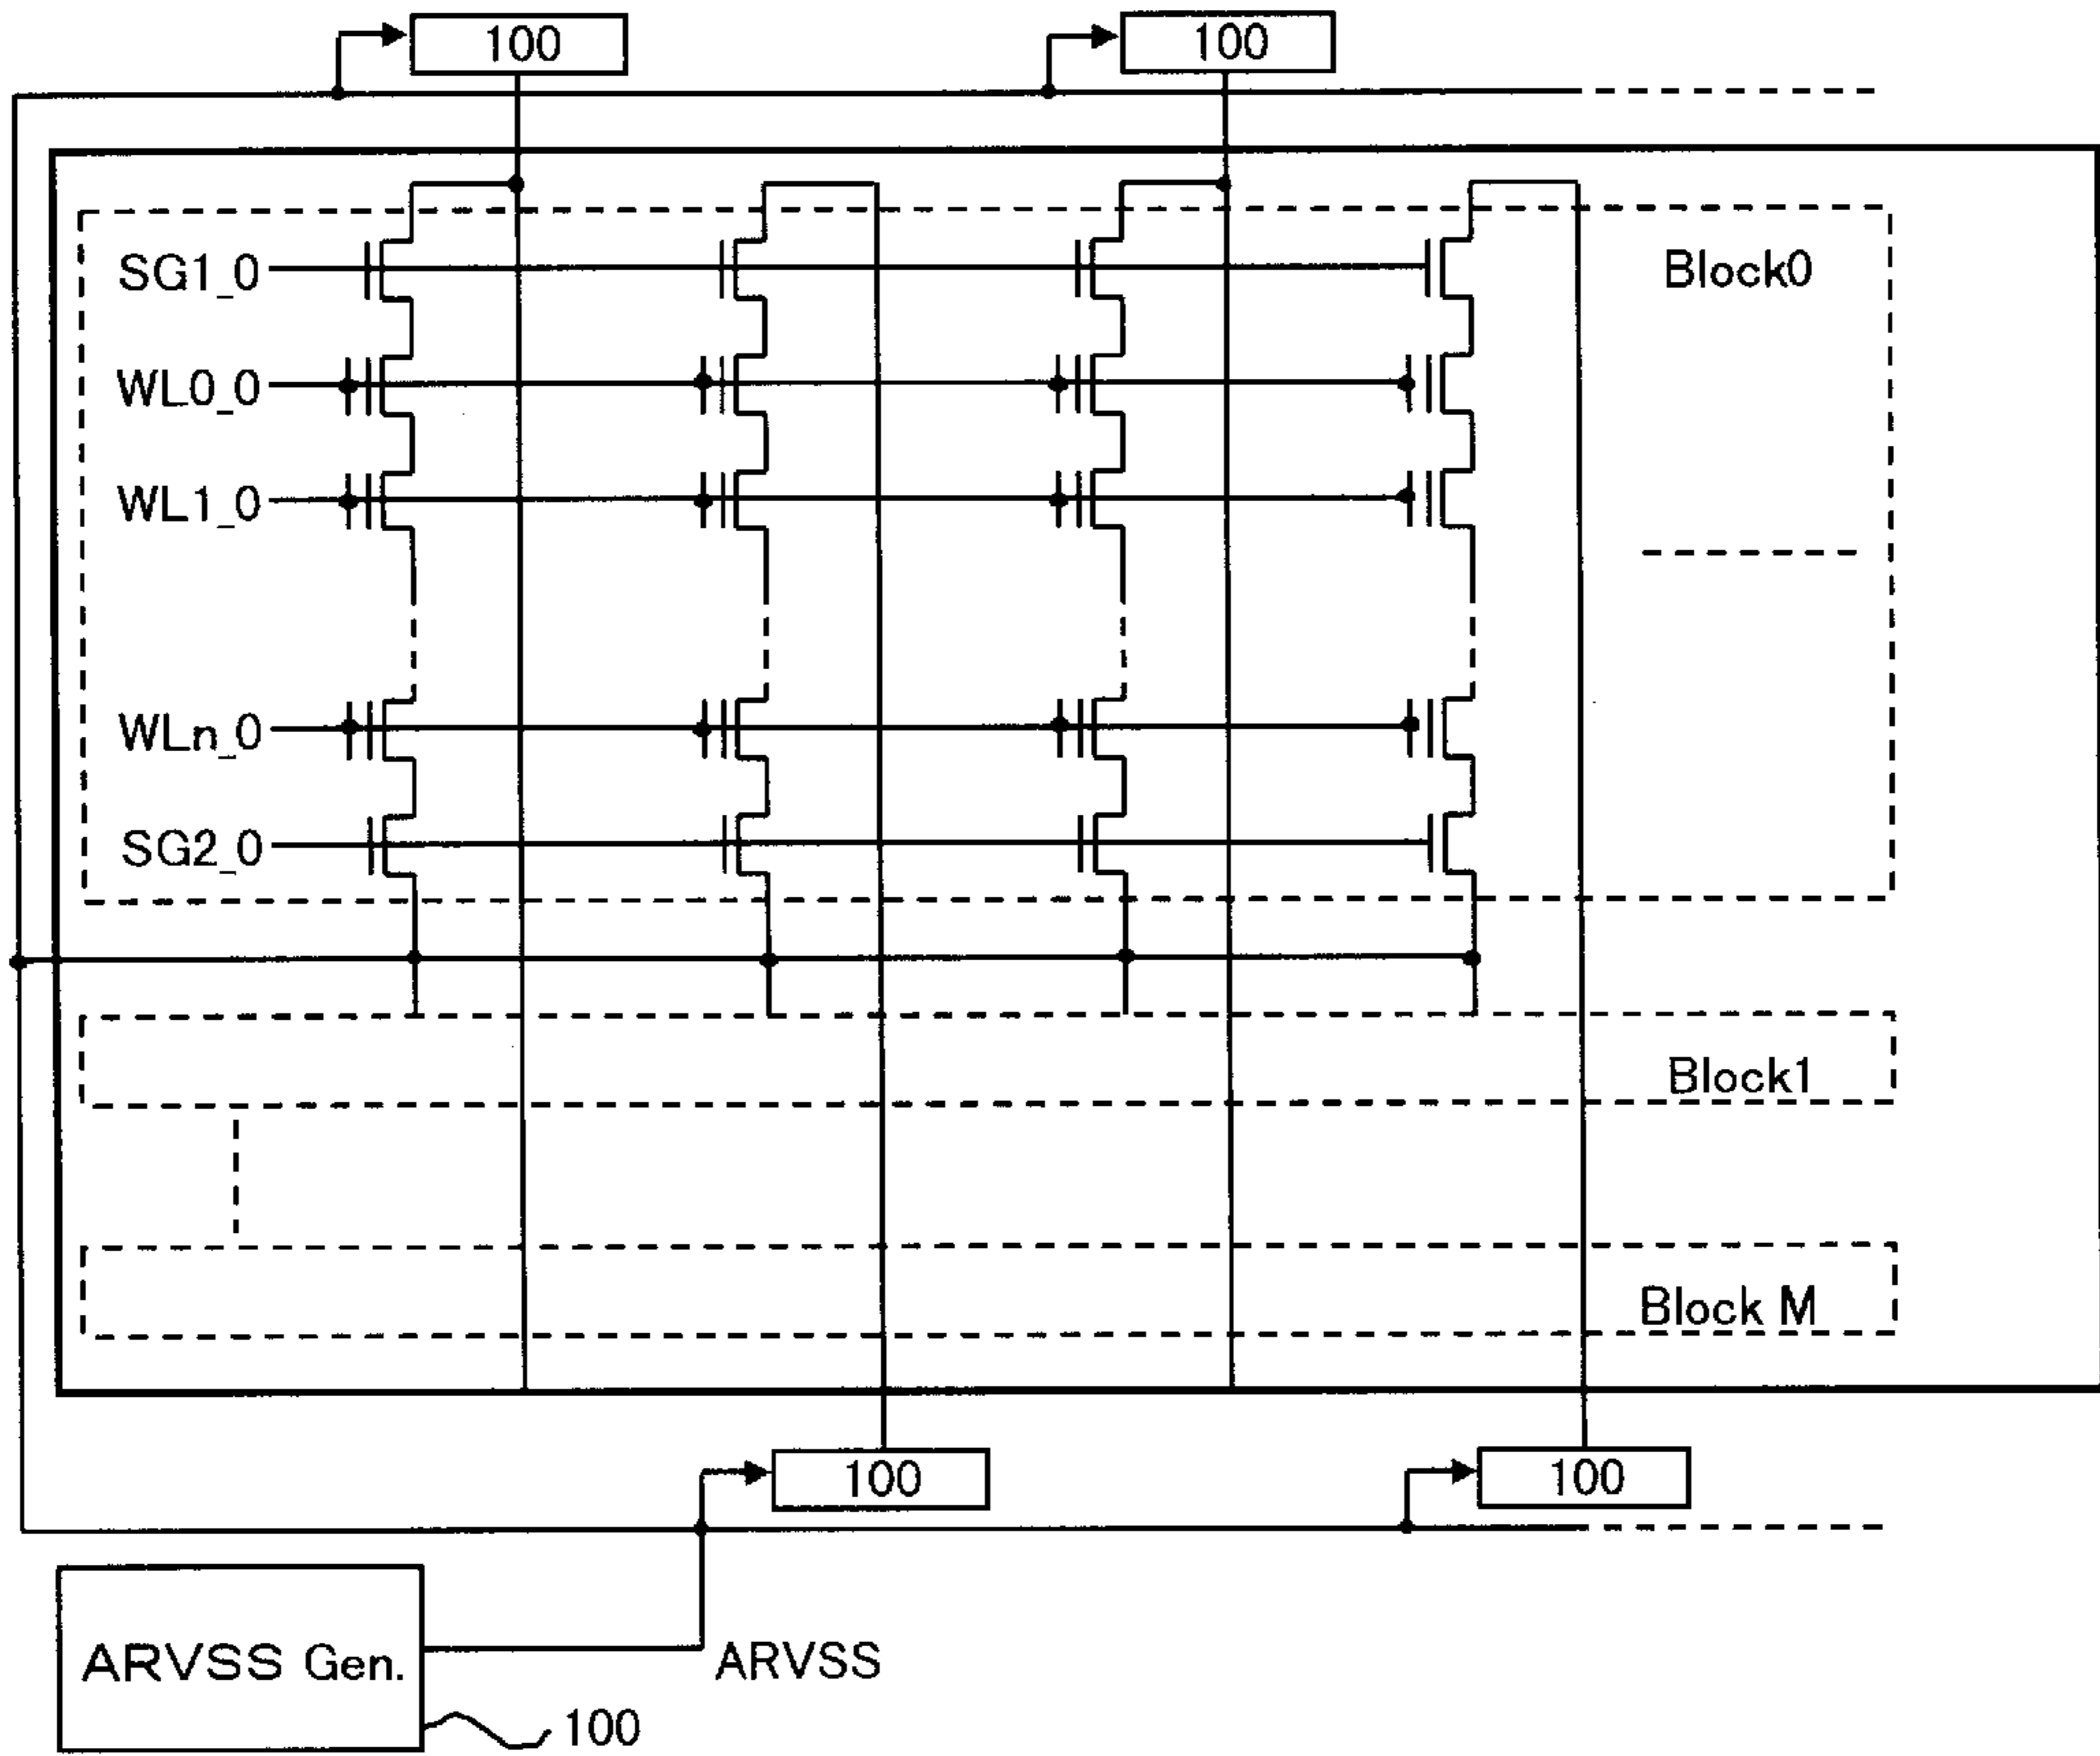 100
100
SG1_0
Block0
WL0_0
WL1_0
WLn_0
SG2_0
Block1
Block M
100
100
ARVSS Gen.
ARVSS
100